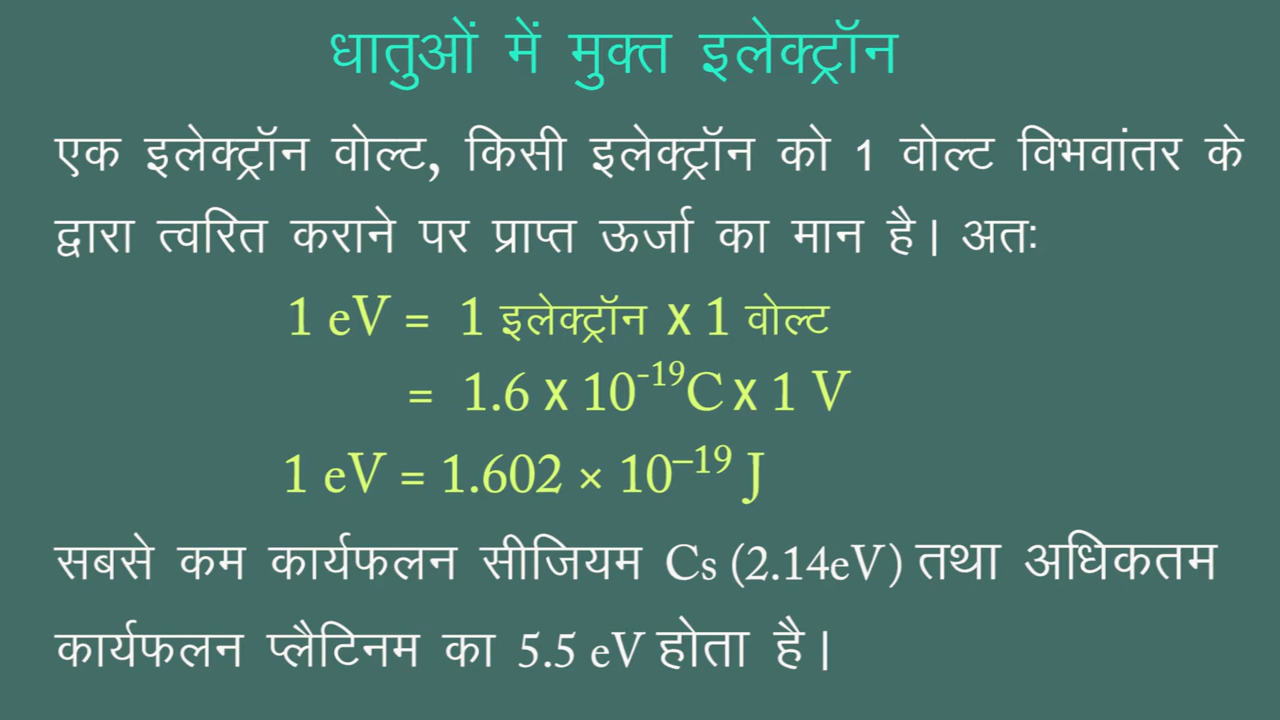 धातुओं में मुक्त इलेक्ट्रॉन
एक इलेक्ट्रॉन वोल्ट, किसी इलेक्ट्रॉन को 1 वोल्ट विभवांतर के
द्वारा त्वरित कराने पर प्राप्त ऊर्जा का मान है। अतः
1 eV = 1 इलेक्ट्रॉन x 1 वोल्ट
= 1.6 x 10⁻¹⁹C x 1 V
1 eV = 1.602 × 10⁻¹⁹ J
सबसे कम कार्यफलन सीजियम Cs (2.14eV) तथा अधिकतम
कार्यफलन प्लैटिनम का 5.5 eV होता है।